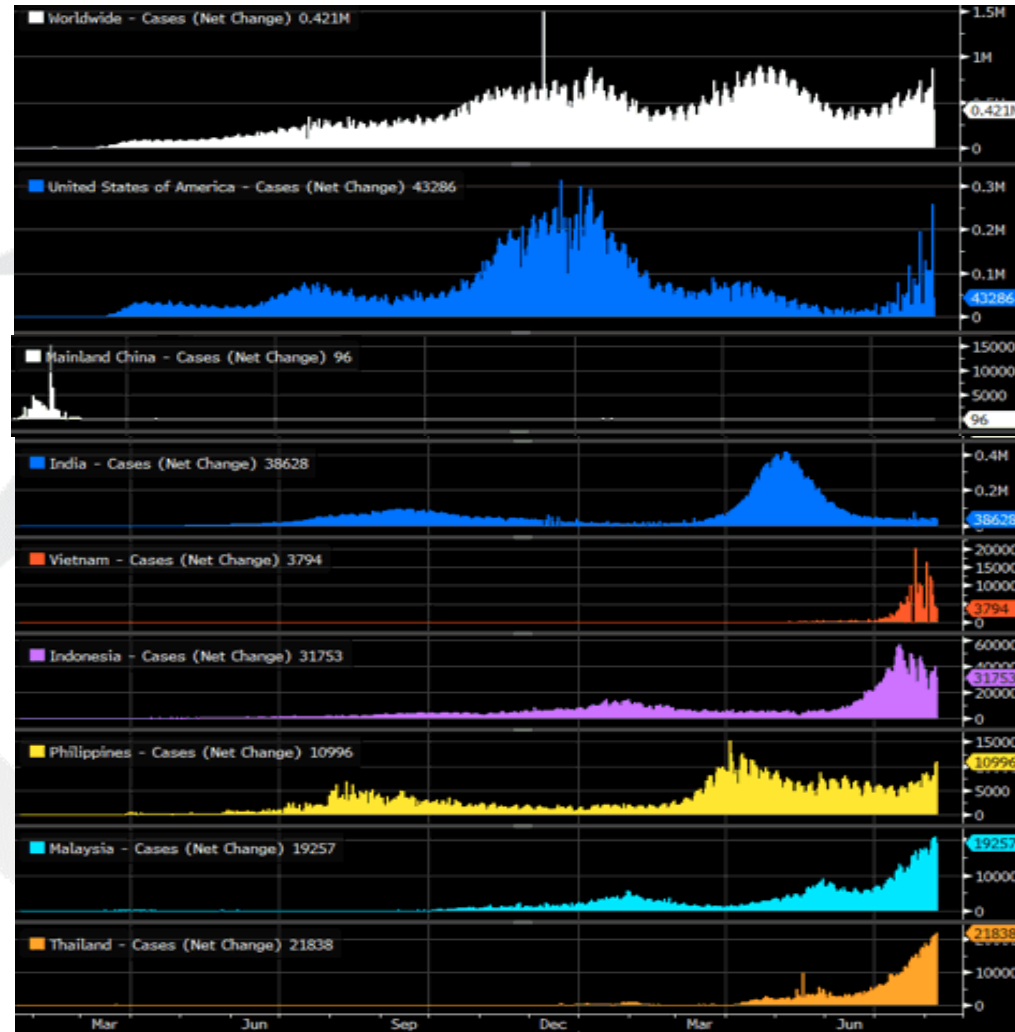 Worldwide - Cases (Net Change) 0.421M
1.5M
1M
0.421M
0
United States of America - Cases (Net Change) 43286
0.3M
0.2M
0.1M
43286
0
Mainland China - Cases (Net Change) 96
15000
10000
5000
96
India - Cases (Net Change) 38628
0.4M
0.2M
38628
Vietnam - Cases (Net Change) 3794
20000
15000
10000
3794
0
Indonesia - Cases (Net Change) 31753
60000
40000
31753
20000
0
Philippines - Cases (Net Change) 10996
15000
10996
5000
0
Malaysia - Cases (Net Change) 19257
19257
10000
0
Thailand - Cases (Net Change) 21838
21838
10000
0
Mar Jun Sep Dec Mar Jun